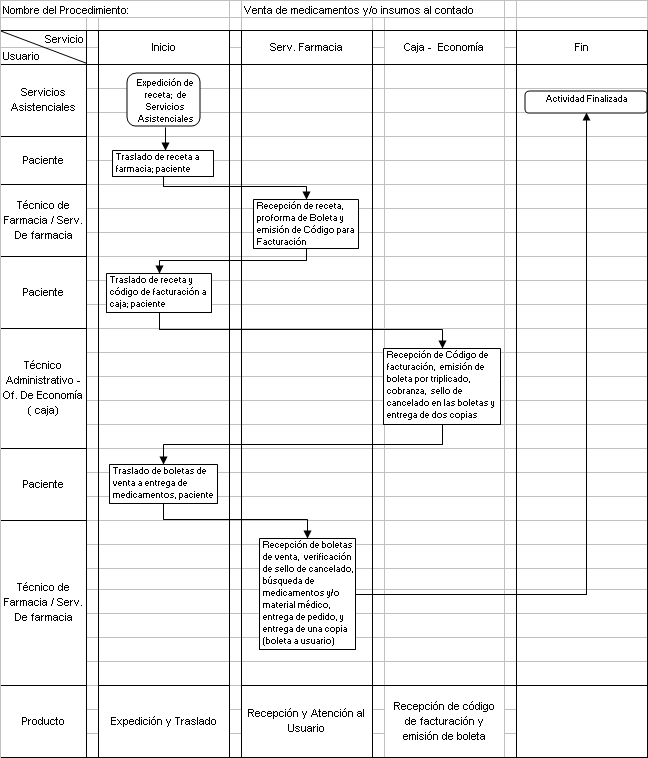 Nombre del Procedimiento:
Venta de medicamentos y/o insumos al contado
Servicio
Usuario
Inicio
Serv. Farmacia
Caja - Economía
Fin
Servicios
Asistenciales
Expedición de
receta; de
Servicios
Asistenciales
Actividad Finalizada
Paciente
Traslado de receta a
farmacia; paciente
Técnico de
Farmacia / Serv.
De farmacia
Recepción de receta,
proforma de Boleta y
emisión de Código para
Facturación
Paciente
Traslado de receta y
código de facturación a
caja; paciente
Técnico
Administrativo -
Of. De Economía
( caja)
Recepción de Código de
facturación, emisión de
boleta por triplicado,
cobranza, sello de
cancelado en las boletas y
entrega de dos copias
Paciente
Traslado de boletas de
venta a entrega de
medicamentos, paciente
Técnico de
Farmacia / Serv.
De farmacia
Recepción de boletas
de venta, verificación
de sello de cancelado,
búsqueda de
medicamentos y/o
material médico,
entrega de pedido, y
entrega de una copia
(boleta a usuario)
Producto
Expedición y Traslado
Recepción y Atención al
Usuario
Recepción de código
de facturación y
emisión de boleta